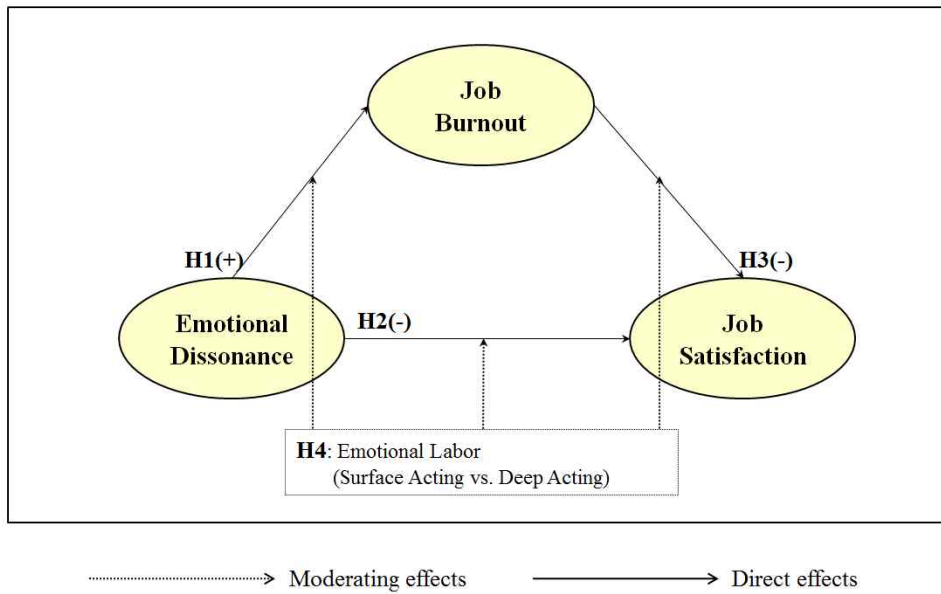 Job
Burnout
H1(+)
H3(-)
Emotional
Dissonance
H2(-)
Job
Satisfaction
H4: Emotional Labor
(Surface Acting vs. Deep Acting)
Moderating effects
Direct effects